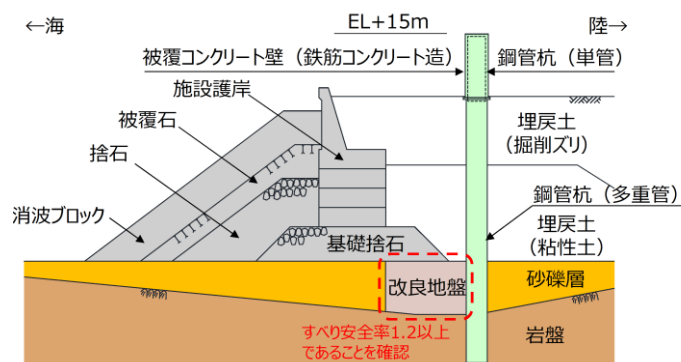 ←海
EL+15m
陸→
被覆コンクリート壁（鉄筋コンクリート造）
鋼管杭（単管）
施設護岸
被覆石
捨石
消波ブロック
埋戻土
（掘削ズリ）
鋼管杭（多重管）
埋戻土
（粘性土）
基礎捨石
改良地盤
砂礫層
すべり安全率1.2以上
であることを確認
岩盤